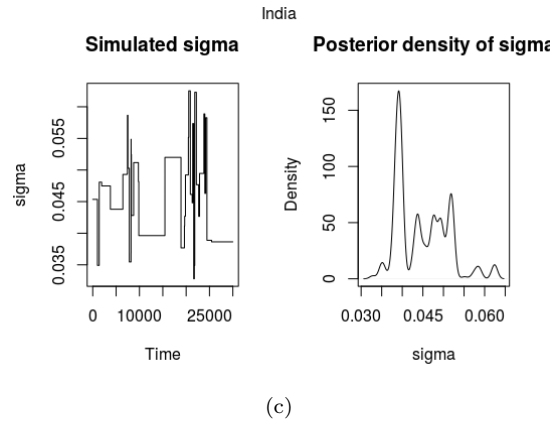 India
Simulated sigma
Posterior density of sigma
sigma
0.035 0.045 0.055
0 10000 25000
Time
Density
0 50 100 150
0.030 0.045 0.060
sigma
(c)